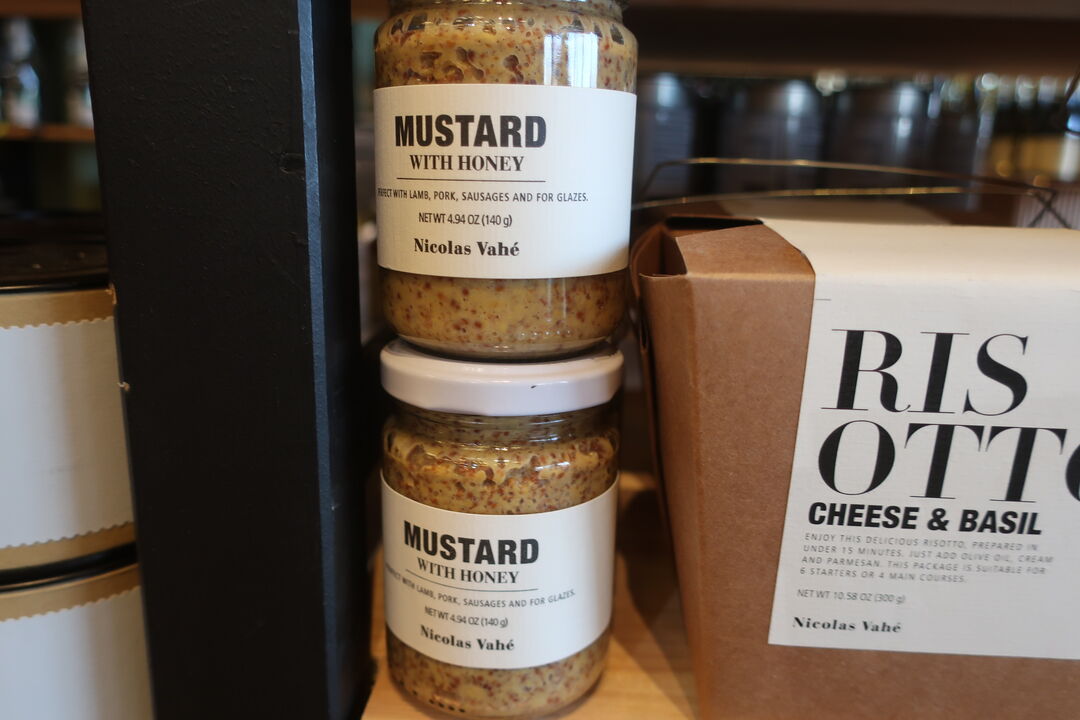 MUSTARD
WITH HONEY
PERFECT WITH LAMB, PORK, SAUSAGES AND FOR GLAZES.
NET WT 4.94 OZ (140 g)
Nicolas Vahé
MUSTARD
WITH HONEY
PERFECT WITH LAMB, PORK, SAUSAGES AND FOR GLAZES.
NET WT 4.94 OZ (140 g)
Nicolas Vahé
RIS
OTTO
CHEESE & BASIL
ENJOY THIS DELICIOUS RISOTTO, PREPARED IN
UNDER 15 MINUTES. JUST ADD OLIVE OIL, CREAM
AND PARMESAN. THIS PACKAGE IS SUITABLE FOR
6 STARTERS OR 4 MAIN COURSES.
NET WT 10.58 OZ (300 g)
Nicolas Vahé